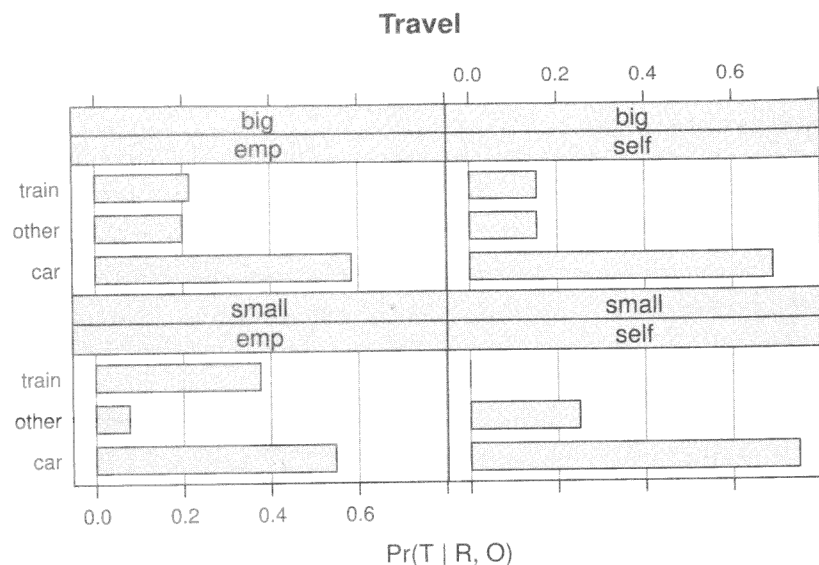 Travel
0.0 0.2 0.4 0.6
big big
emp self
train
other
car
small small
emp self
train
other
car
0.0 0.2 0.4 0.6
Pr(T | R, O)